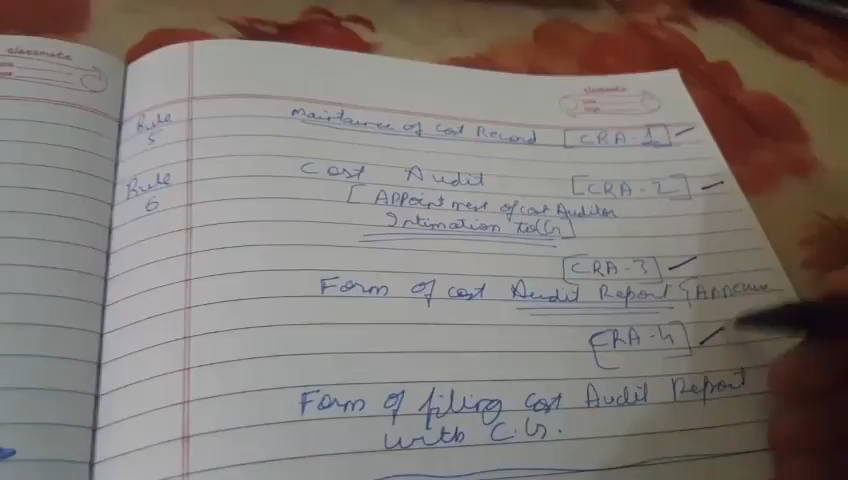 classmate
classmate
Rule 5 Maintance of Cost Record [CRA-1]
Rule 6 Cost Audit [CRA-2]
[Appointment of cost Auditor
Intimation to CG]
[CRA-3]
Form of cost Audit Report {Annexure
[CRA-4]
Form of filing cost Audit Report
with C.G.